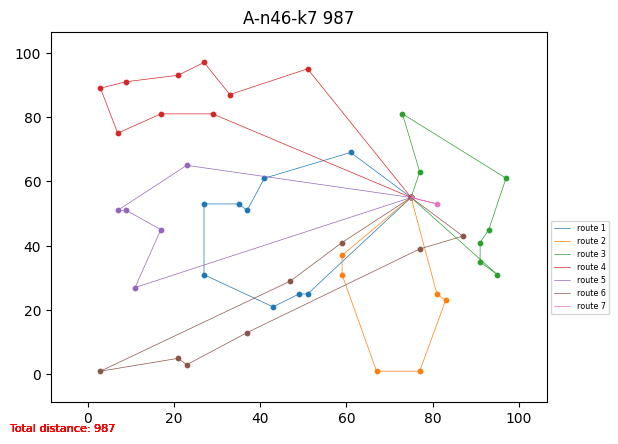 A-n46-k7 987
100
80
60
40
20
0
0 20 40 60 80 100
route 1
route 2
route 3
route 4
route 5
route 6
route 7
Total distance: 987